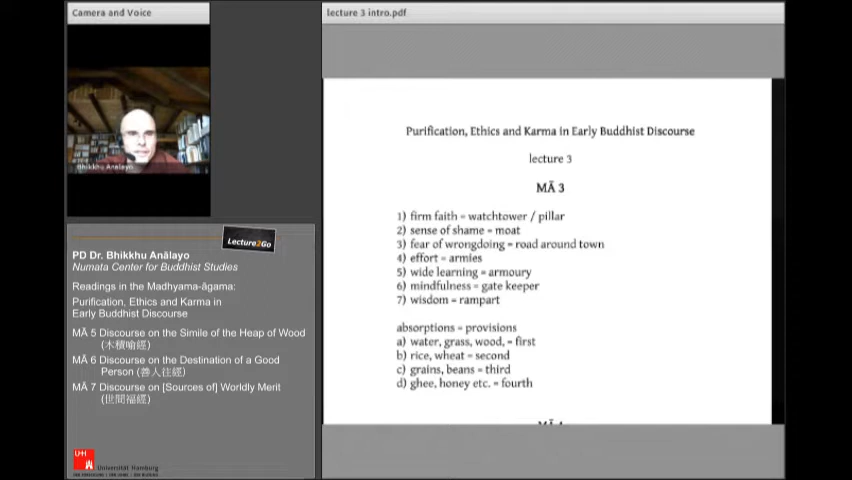 Camera and Voice
Bhikkhu Anālayo
Lecture2Go
PD Dr. Bhikkhu Anālayo
Numata Center for Buddhist Studies
Readings in the Madhyama-āgama:
Purification, Ethics and Karma in
Early Buddhist Discourse
MĀ 5 Discourse on the Simile of the Heap of Wood
(木積喻經)
MĀ 6 Discourse on the Destination of a Good
Person (善人往經)
MĀ 7 Discourse on [Sources of] Worldly Merit
(世間福經)
UH
Universität Hamburg
lecture 3 intro.pdf
Purification, Ethics and Karma in Early Buddhist Discourse
lecture 3
MĀ 3
1) firm faith = watchtower / pillar
2) sense of shame = moat
3) fear of wrongdoing = road around town
4) effort = armies
5) wide learning = armoury
6) mindfulness = gate keeper
7) wisdom = rampart
absorptions = provisions
a) water, grass, wood, = first
b) rice, wheat = second
c) grains, beans = third
d) ghee, honey etc. = fourth